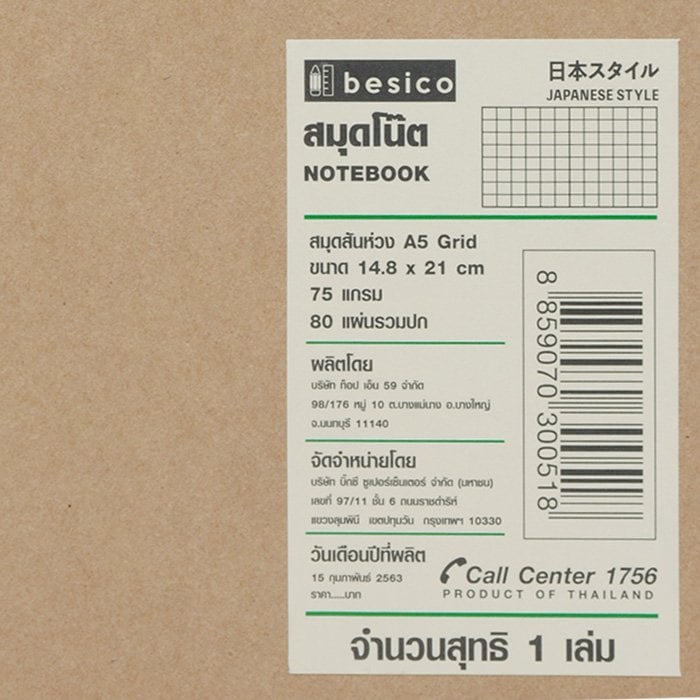 besico
日本スタイル
JAPANESE STYLE
สมุดโน๊ต
NOTEBOOK
สมุดสันห่วง A5 Grid
ขนาด 14.8 x 21 cm
75 แกรม
80 แผ่นรวมปก
8 859070 300518
ผลิตโดย
บริษัท ท็อป เอ็น 59 จำกัด
98/176 หมู่ 10 ต.บางแม่นาง อ.บางใหญ่
จ.นนทบุรี 11140
จัดจำหน่ายโดย
บริษัท บิ๊กซี ซูเปอร์เซ็นเตอร์ จำกัด (มหาชน)
เลขที่ 97/11 ชั้น 6 ถนนราชดำริห์
แขวงลุมพินี เขตปทุมวัน กรุงเทพฯ 10330
วันเดือนปีที่ผลิต
15 กุมภาพันธ์ 2563
ราคา.....บาท
Call Center 1756
PRODUCT OF THAILAND
จำนวนสุทธิ 1 เล่ม